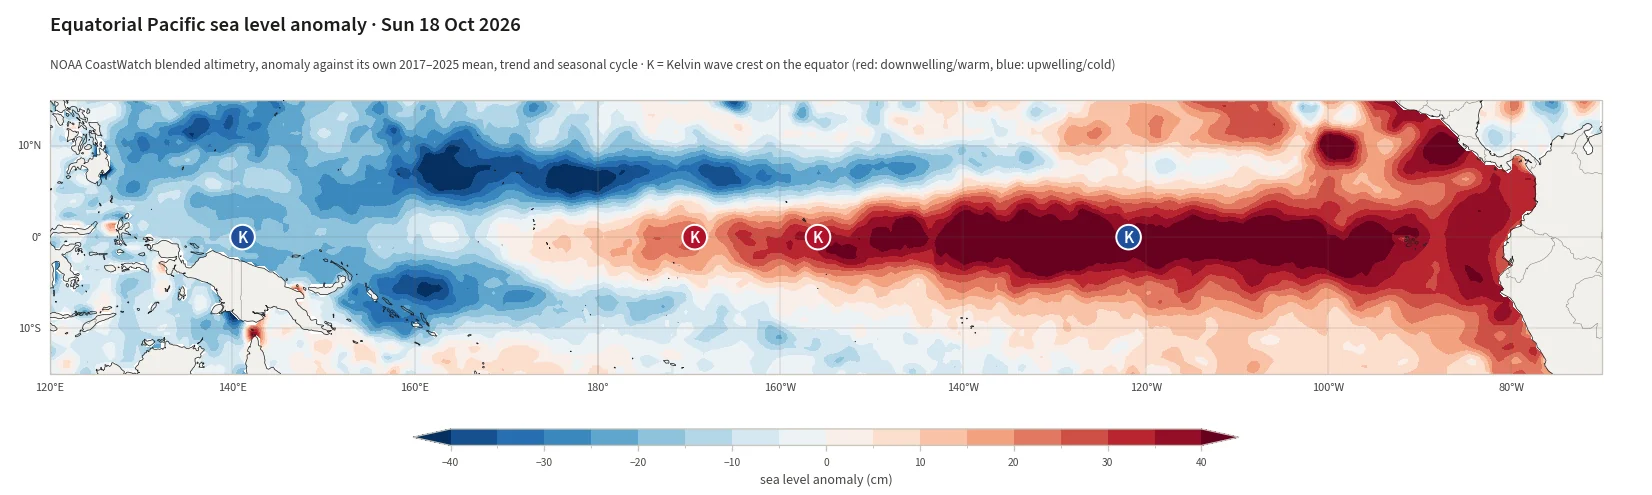 Equatorial Pacific sea level anomaly · Sun 18 Oct 2026
NOAA CoastWatch blended altimetry, anomaly against its own 2017–2025 mean, trend and seasonal cycle · K = Kelvin wave crest on the equator (red: downwelling/warm, blue: upwelling/cold)
10°N
0°
10°S
K K K K
120°E 140°E 160°E 180° 160°W 140°W 120°W 100°W 80°W
−40 −30 −20 −10 0 10 20 30 40
sea level anomaly (cm)